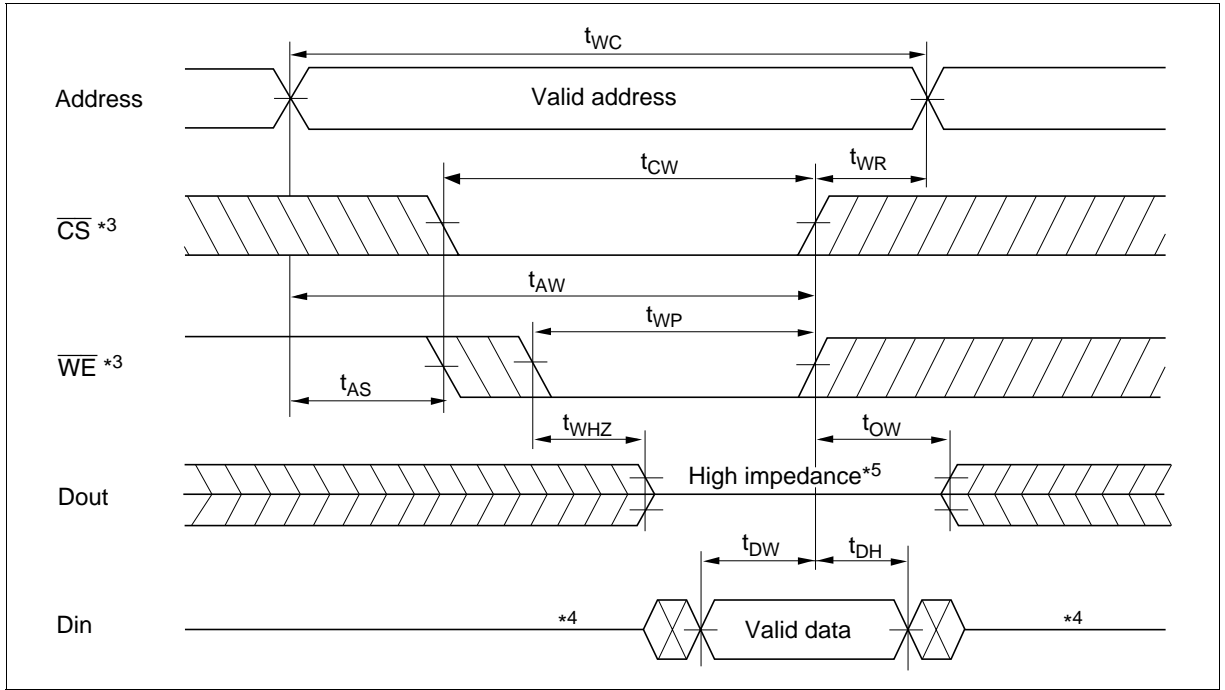 tWC
Address
Valid address
tCW
tWR
CS *3
tAW
tWP
WE *3
tAS
tWHZ
tOW
High impedance*5
Dout
tDW
tDH
Din
*4
Valid data
*4